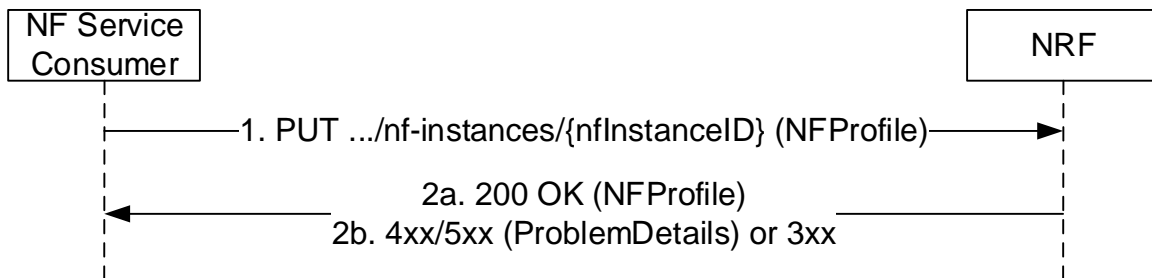 NF Service
Consumer
NRF
1. PUT .../nf-instances/{nfInstanceID} (NFProfile)
2a. 200 OK (NFProfile)
2b. 4xx/5xx (ProblemDetails) or 3xx